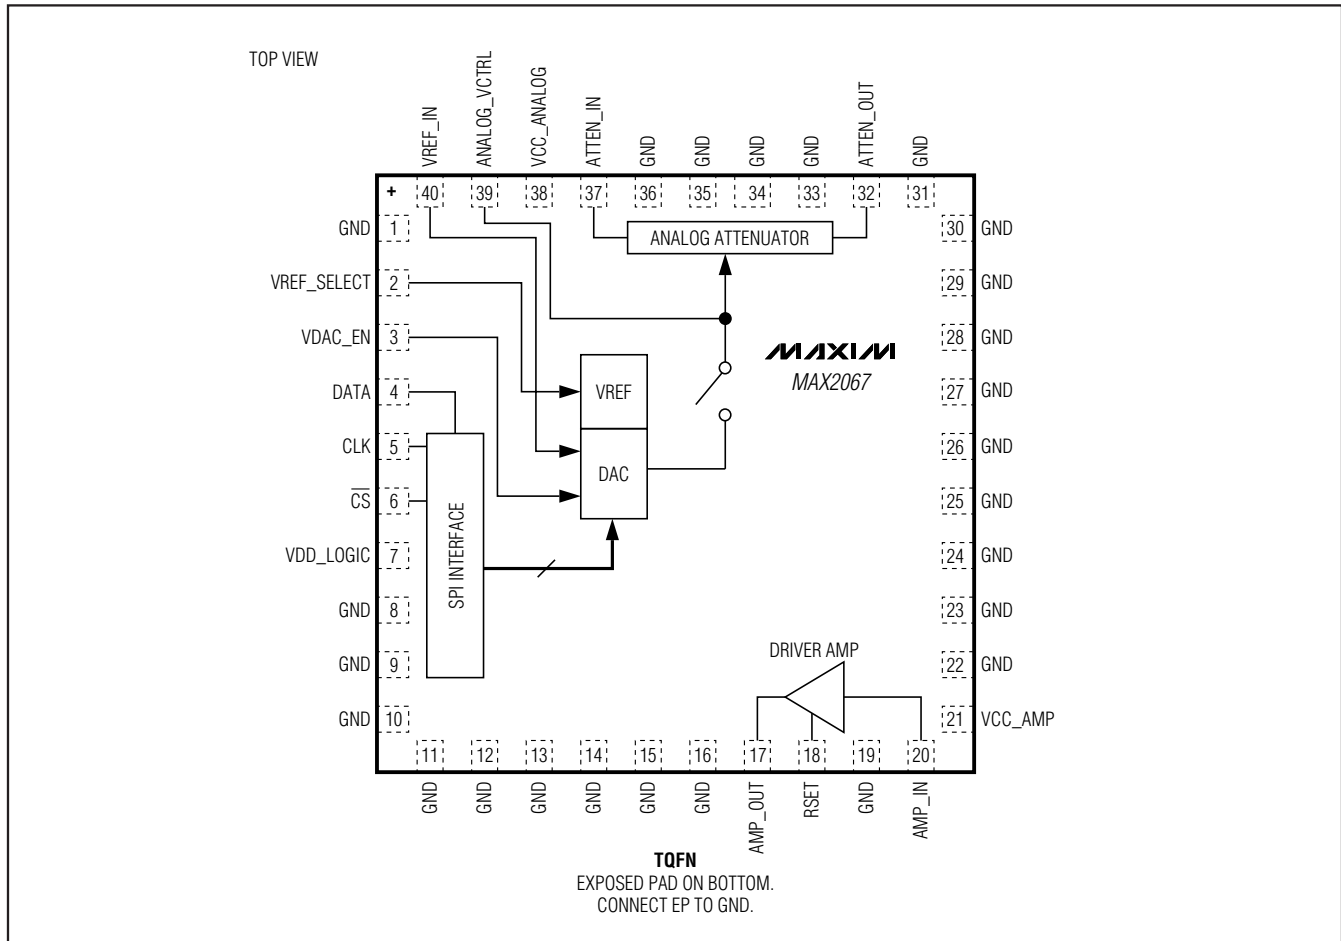 TOP VIEW
VREF_IN
ANALOG_VCTRL
VCC_ANALOG
ATTEN_IN
GND
GND
GND
GND
ATTEN_OUT
GND
+
40
39
38
37
36
35
34
33
32
31
GND 1
VREF_SELECT 2
VDAC_EN 3
DATA 4
CLK 5
CS 6
VDD_LOGIC 7
GND 8
GND 9
GND 10
ANALOG ATTENUATOR
MAXIM
MAX2067
VREF
DAC
SPI INTERFACE
DRIVER AMP
30 GND
29 GND
28 GND
27 GND
26 GND
25 GND
24 GND
23 GND
22 GND
21 VCC_AMP
11
12
13
14
15
16
17
18
19
20
GND
GND
GND
GND
GND
GND
AMP_OUT
RSET
GND
AMP_IN
TQFN
EXPOSED PAD ON BOTTOM.
CONNECT EP TO GND.